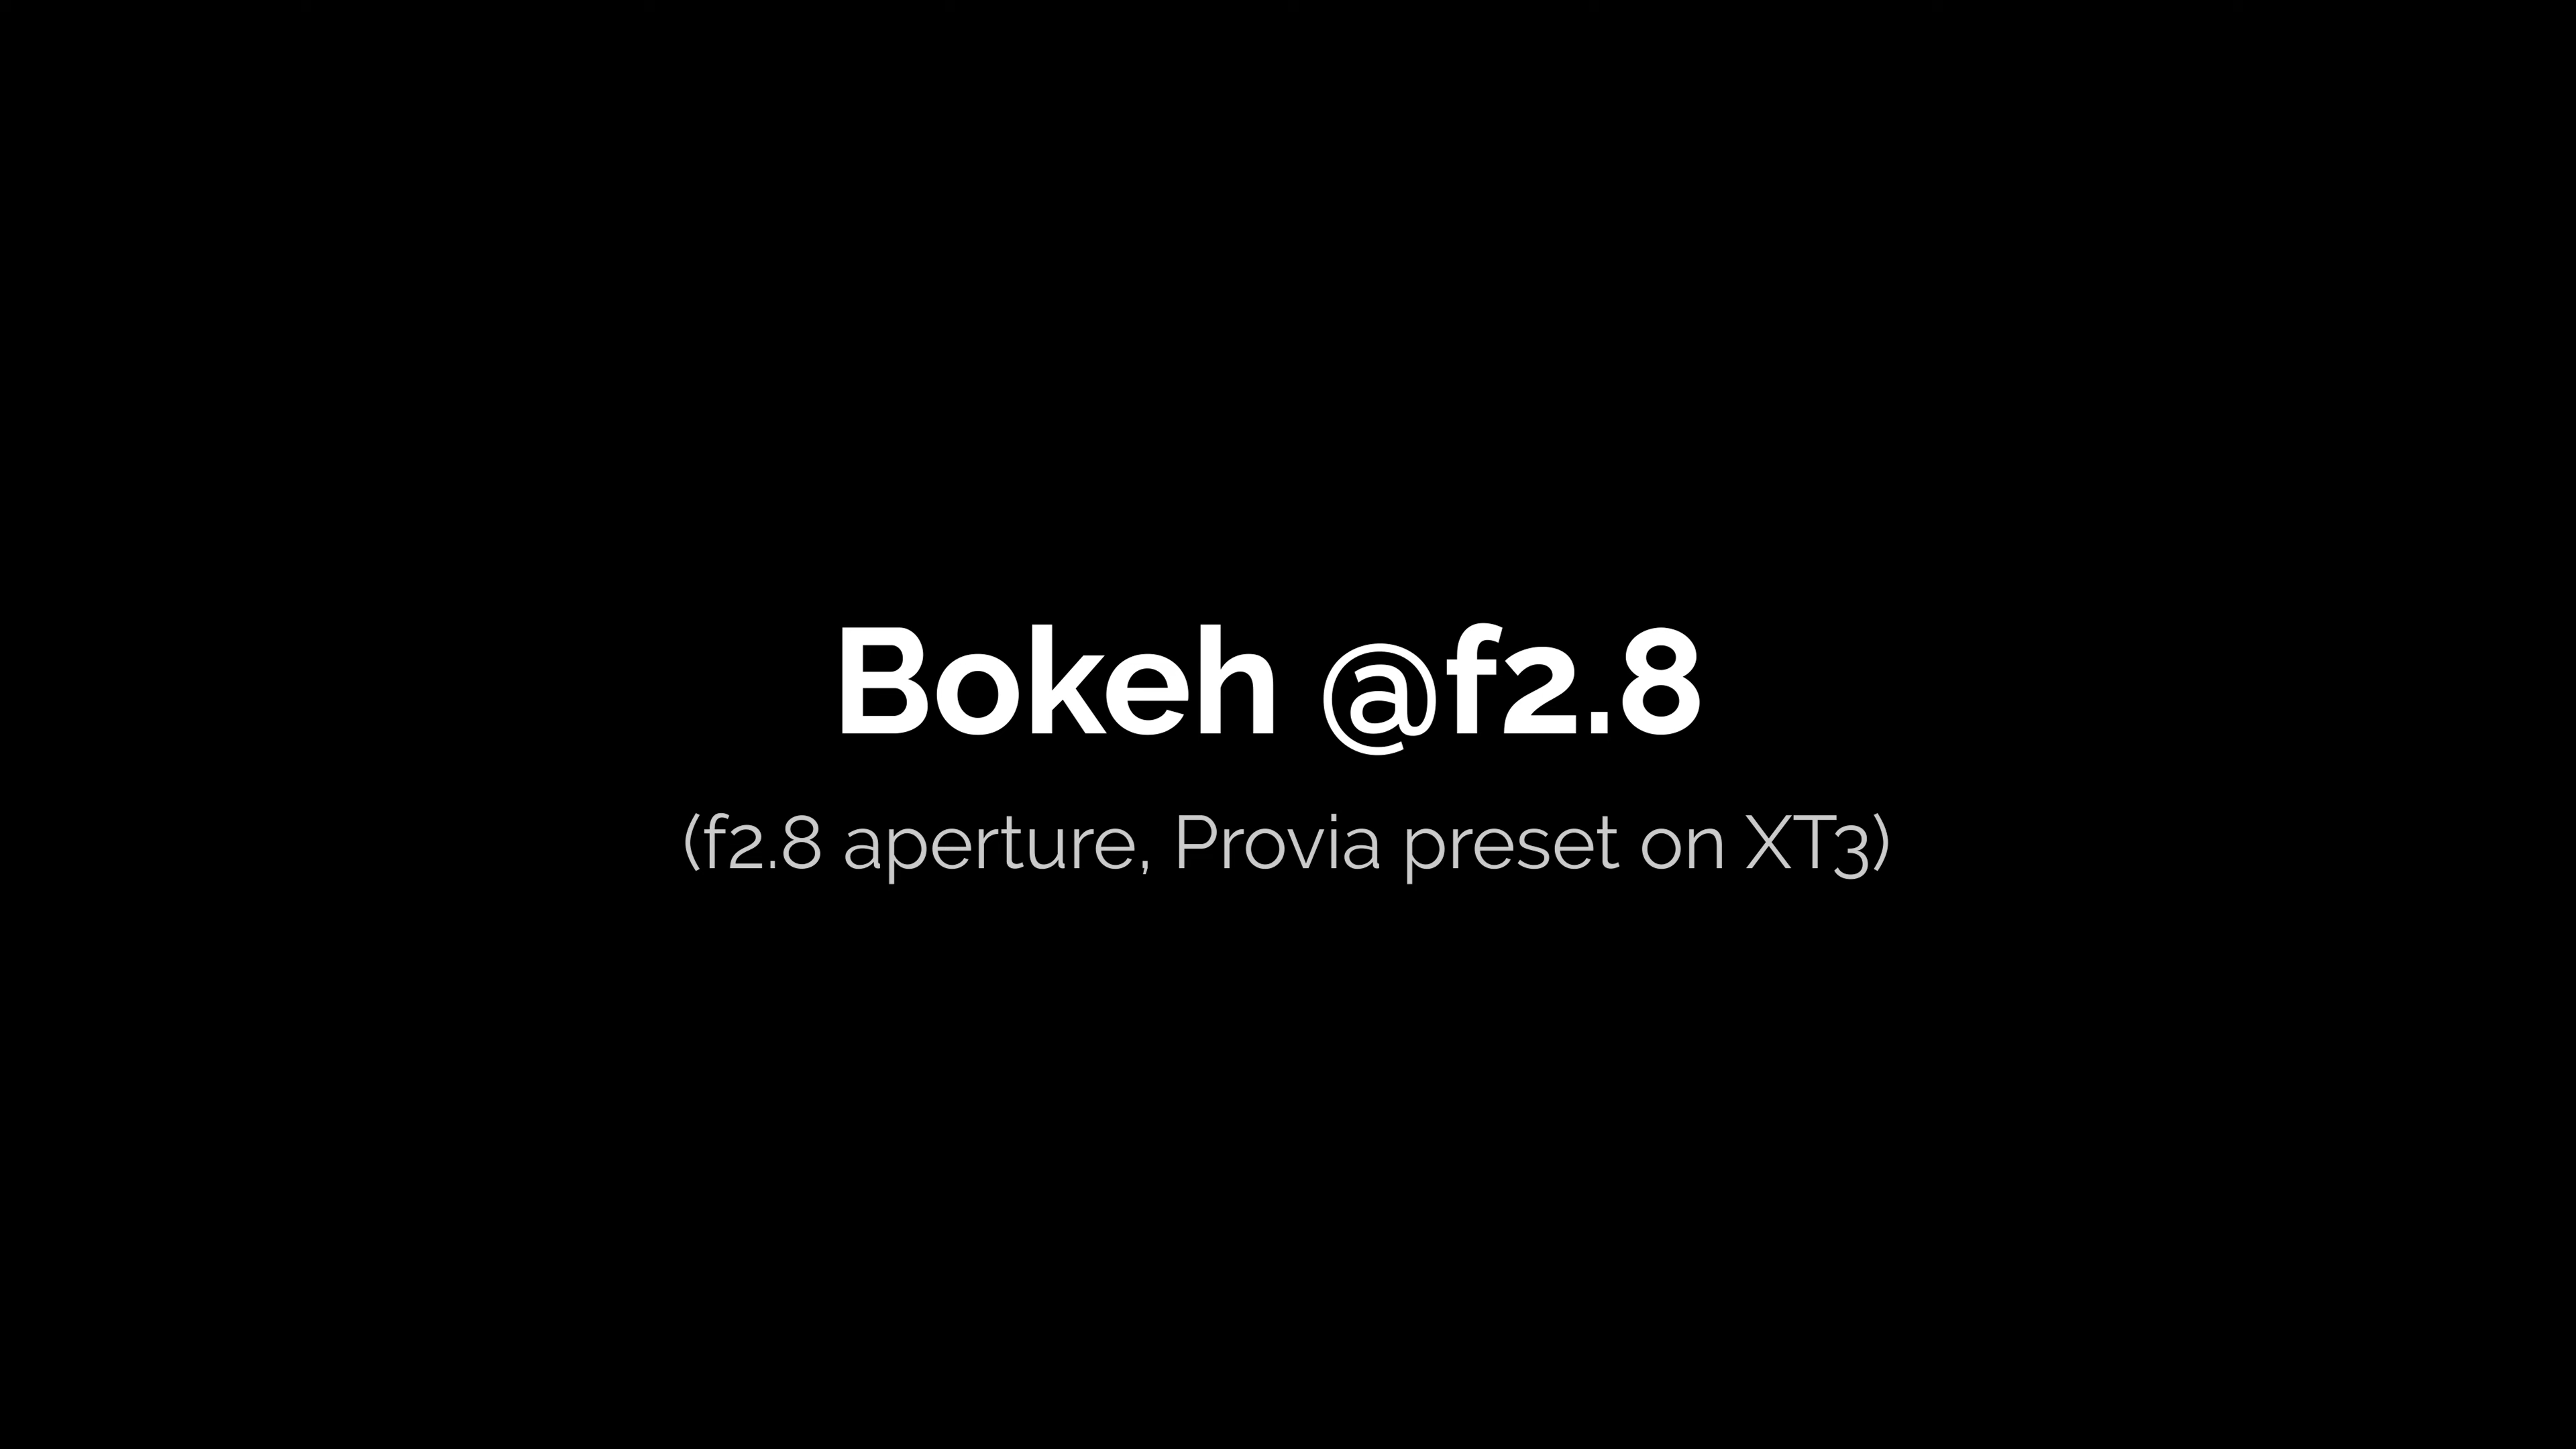 Bokeh @f2.8
(f2.8 aperture, Provia preset on XT3)